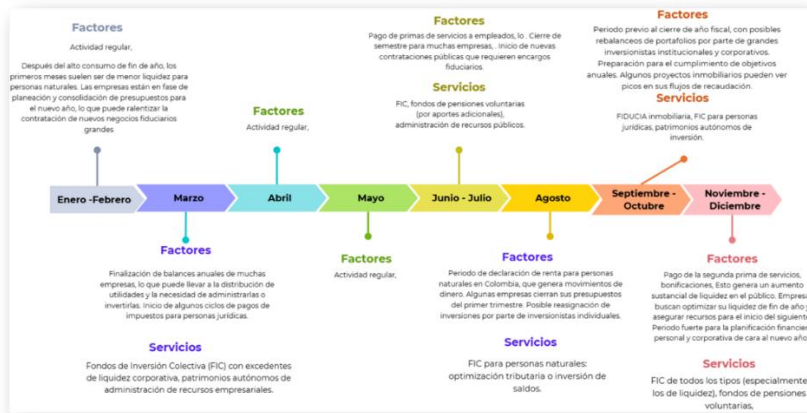 Factores
Actividad regular,
Después del alto consumo de fin de año, los
primeros meses suelen ser de menor liquidez para
personas naturales. Las empresas están en fase de
planeación y consolidación de presupuestos para
el nuevo año, lo que puede ralentizar la
contratación de nuevos negocios fiduciarios
grandes
Factores
Actividad regular,
Factores
Pago de primas de servicios a empleados, lo . Cierre de
semestre para muchas empresas, . Inicio de nuevas
contrataciones públicas que requieren encargos
fiduciarios.
Servicios
FIC, fondos de pensiones voluntarias
(por aportes adicionales),
administración de recursos públicos.
Factores
Periodo previo al cierre de año fiscal, con posibles
rebalanceos de portafolios por parte de grandes
inversionistas institucionales y corporativos.
Preparación para el cumplimiento de objetivos
anuales. Algunos proyectos inmobiliarios pueden ver
picos en sus flujos de recaudación.
Servicios
FIDUCIA inmobiliaria, FIC para personas
jurídicas, patrimonios autónomos de
inversión.
Enero -Febrero
Marzo
Abril
Mayo
Junio - Julio
Agosto
Septiembre -
Octubre
Noviembre -
Diciembre
Factores
Finalización de balances anuales de muchas
empresas, lo que puede llevar a la distribución de
utilidades y la necesidad de administrarlas o
invertirlas. Inicio de algunos ciclos de pagos de
impuestos para personas jurídicas.
Servicios
Fondos de Inversión Colectiva (FIC) con excedentes
de liquidez corporativa, patrimonios autónomos de
administración de recursos empresariales.
Factores
Actividad regular,
Factores
Periodo de declaración de renta para personas
naturales en Colombia, que genera movimientos de
dinero. Algunas empresas cierran sus presupuestos
del primer trimestre. Posible reasignación de
inversiones por parte de inversionistas individuales.
Servicios
FIC para personas naturales:
optimización tributaria o inversión de
saldos.
Factores
Pago de la segunda prima de servicios,
bonificaciones, Esto genera un aumento
sustancial de liquidez en el público. Empresa
buscan optimizar su liquidez de fin de año y
asegurar recursos para el inicio del siguiente
Periodo fuerte para la planificación financier
personal y corporativa de cara al nuevo año
Servicios
FIC de todos los tipos (especialmente
los de liquidez), fondos de pensiones
voluntarias,